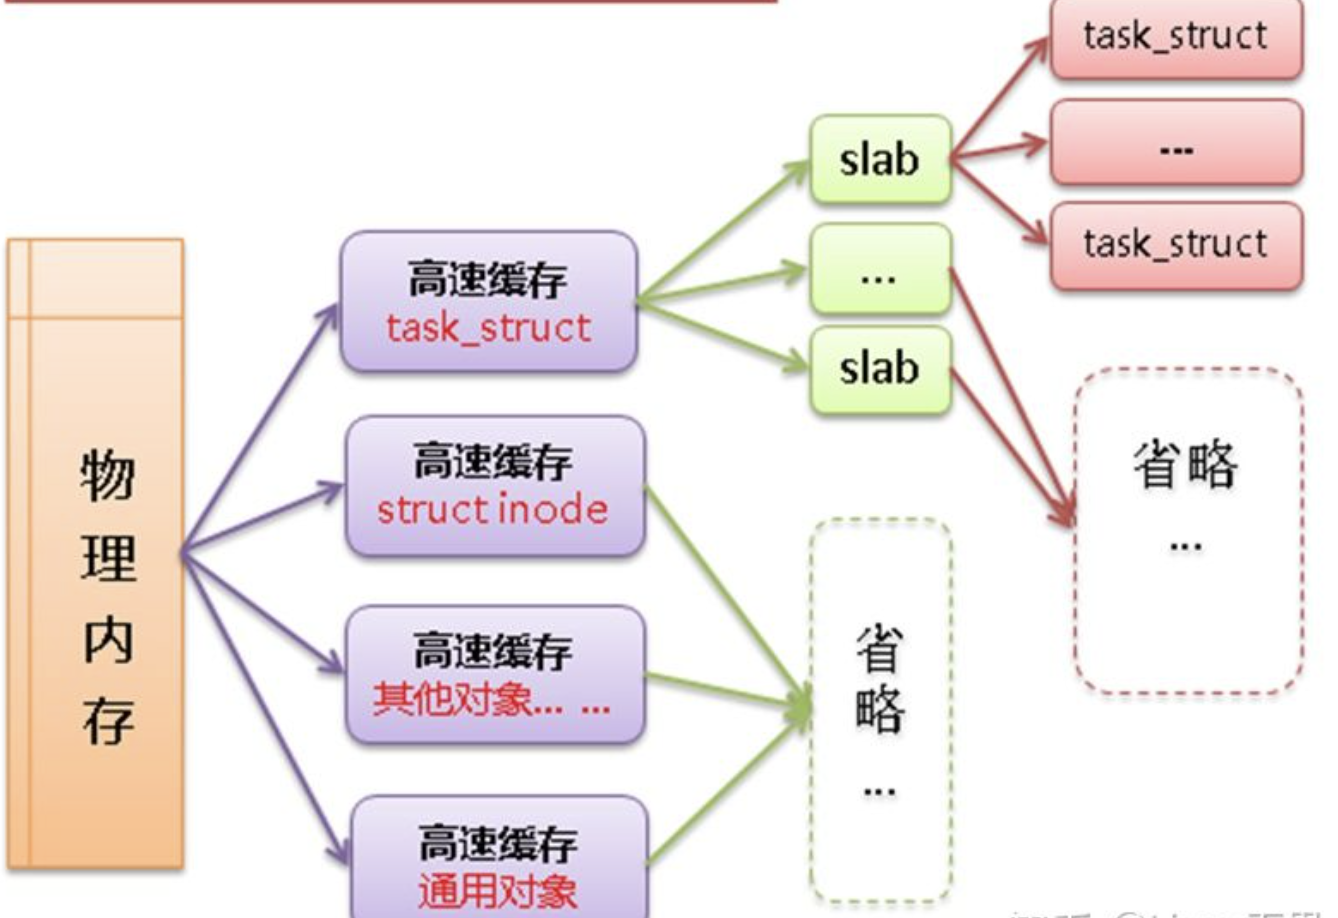 task_struct
...
task_struct
slab
...
slab
高速缓存
task_struct
高速缓存
struct inode
高速缓存
其他对象... ...
高速缓存
通用对象
物
理
内
存
省略
...
省
略
...